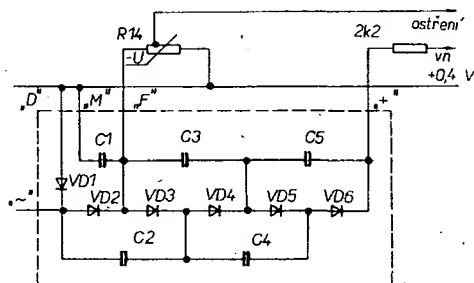 ostření
R14
-U
2k2
vn
+0,4 V
„D" „M" „F" „+"
C1 C3 C5
VD1
VD2 VD3 VD4 VD5 VD6
„~"
C2 C4